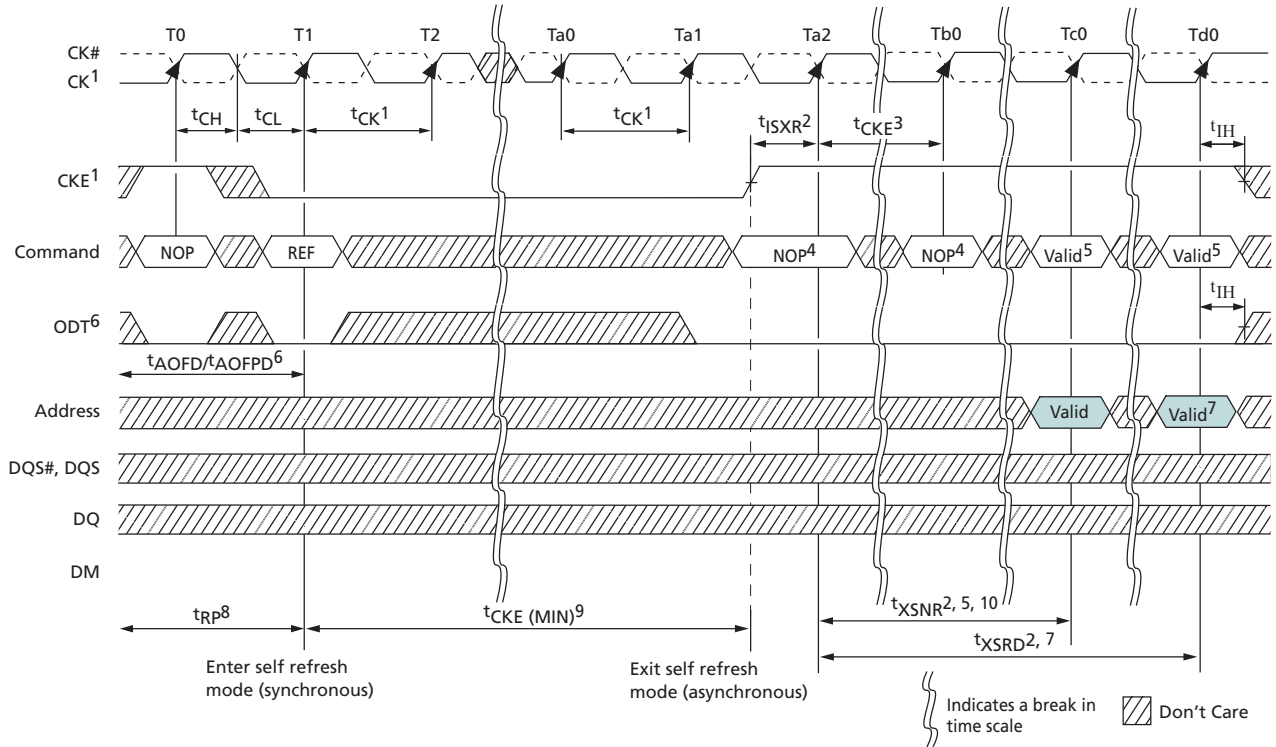 T0 T1 T2 Ta0 Ta1 Ta2 Tb0 Tc0 Td0
CK#
CK1
tCH tCL tCK1 tCK1 tISXR2 tCKE3 tIH
CKE1
Command NOP REF NOP4 NOP4 Valid5 Valid5
tIH
ODT6
tAOFD/tAOFPD6
Address Valid Valid7
DQS#, DQS
DQ
DM
tRP8 tCKE (MIN)9 tXSNR2, 5, 10
tXSRD2, 7
Enter self refresh
mode (synchronous)
Exit self refresh
mode (asynchronous)
Indicates a break in
time scale
Don't Care